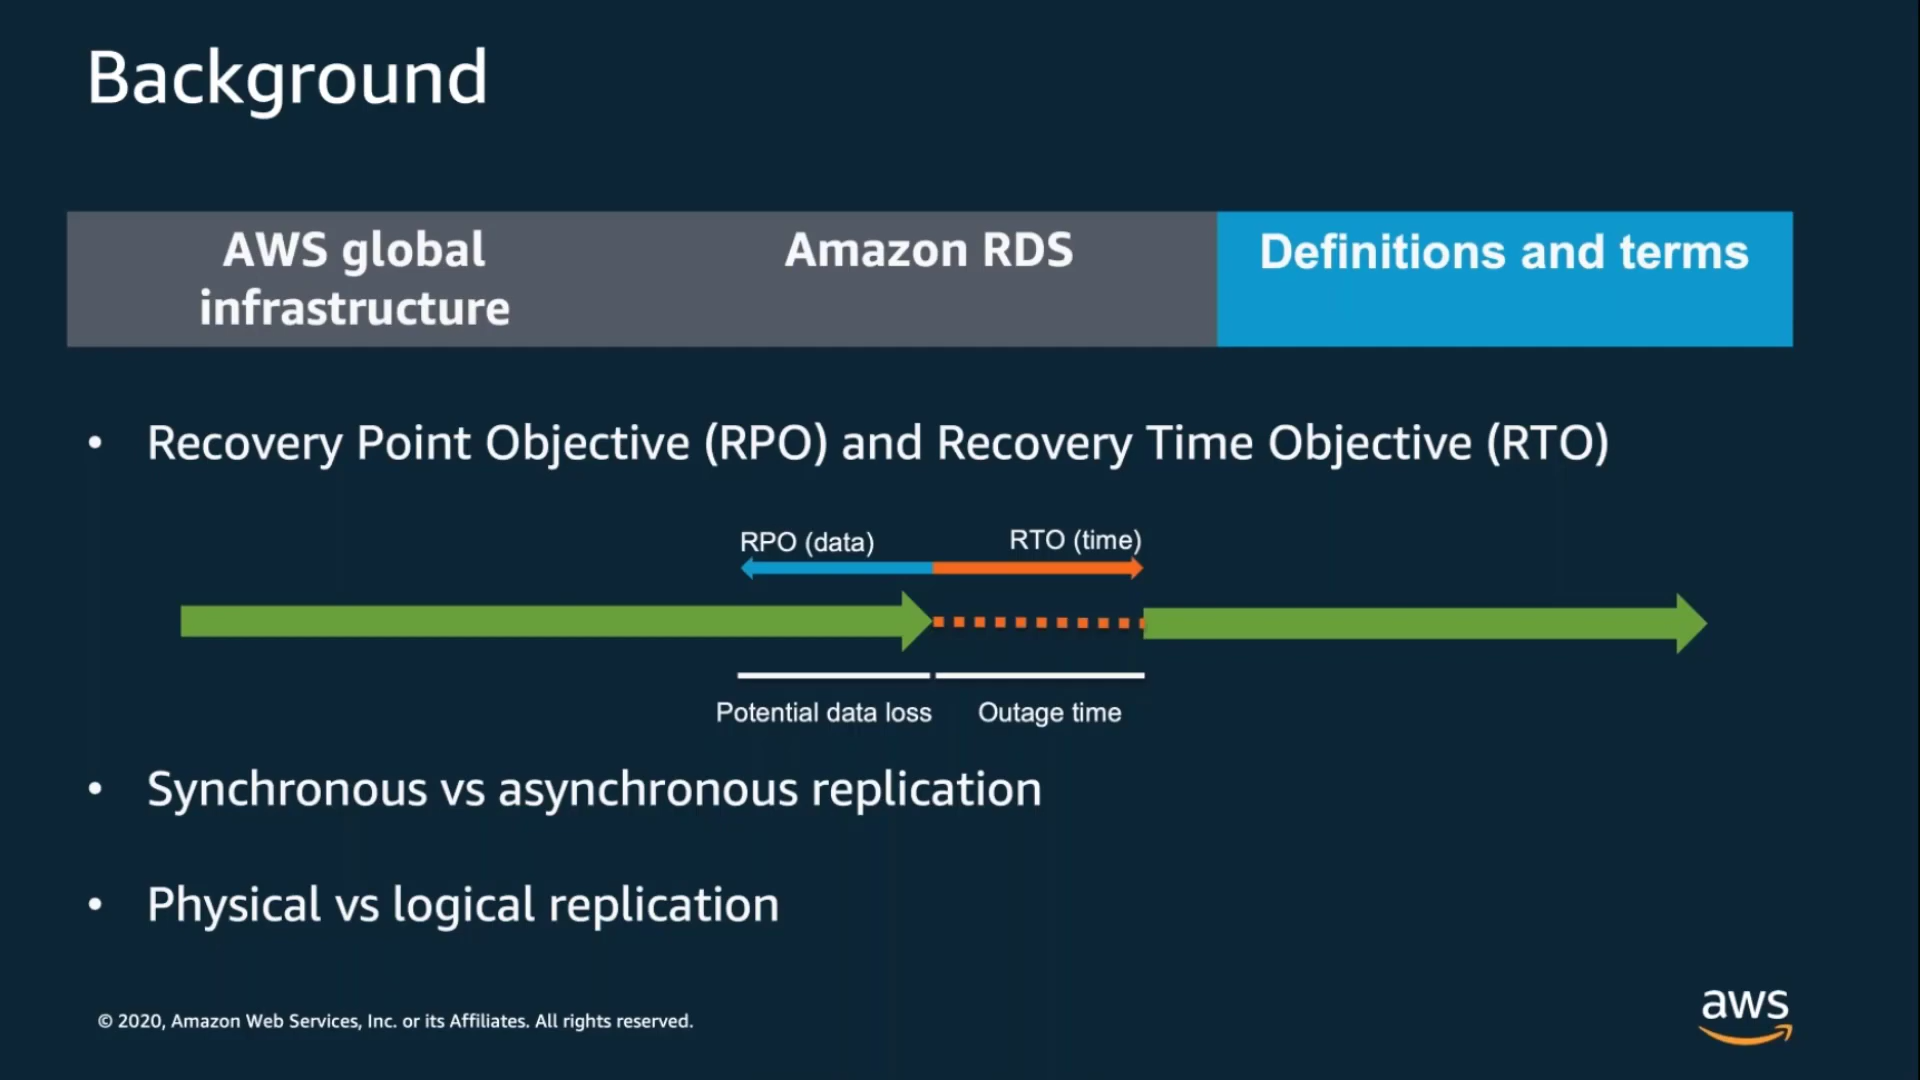 Background
AWS global
infrastructure
Amazon RDS
Definitions and terms
• Recovery Point Objective (RPO) and Recovery Time Objective (RTO)
RPO (data)
RTO (time)
Potential data loss
Outage time
• Synchronous vs asynchronous replication
• Physical vs logical replication
© 2020, Amazon Web Services, Inc. or its Affiliates. All rights reserved.
aws